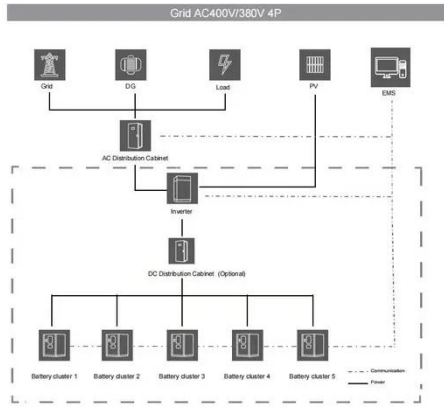 Grid AC400V/380V 4P
Grid
DG
Load
PV
EMS
AC Distribution Cabinet
Inverter
DC Distribution Cabinet (Optional)
Battery cluster 1
Battery cluster 2
Battery cluster 3
Battery cluster 4
Battery cluster 5
Communication
Power